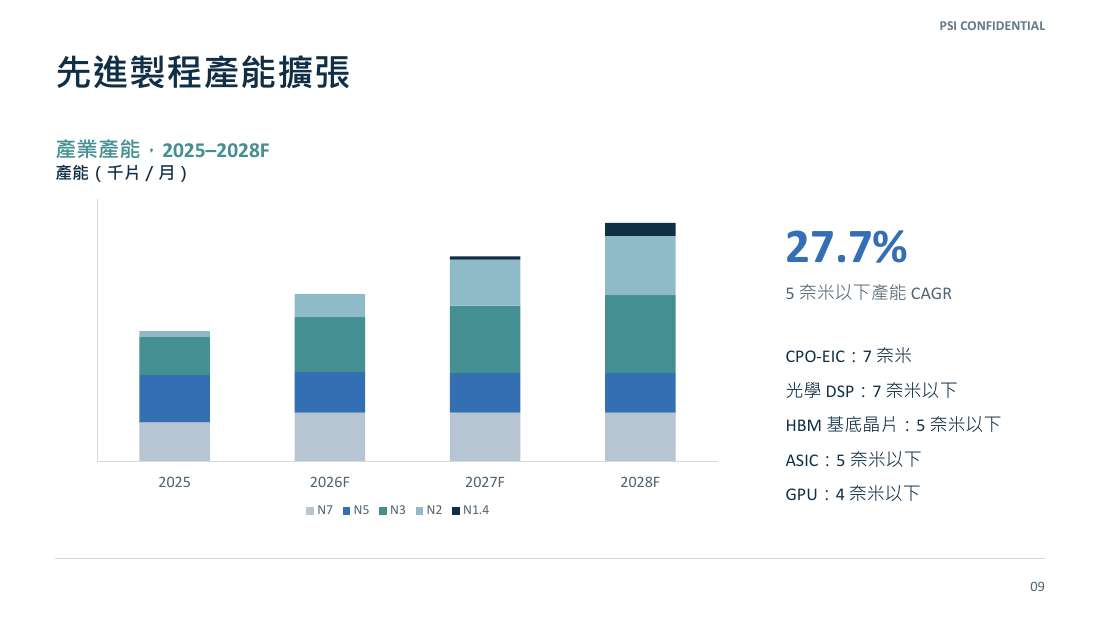 PSI CONFIDENTIAL
先進製程產能擴張
產業產能 · 2025–2028F
產能（千片 / 月）
27.7%
5 奈米以下產能 CAGR
CPO-EIC：7 奈米
光學 DSP：7 奈米以下
HBM 基底晶片：5 奈米以下
ASIC：5 奈米以下
GPU：4 奈米以下
2025 2026F 2027F 2028F
N7 N5 N3 N2 N1.4
09